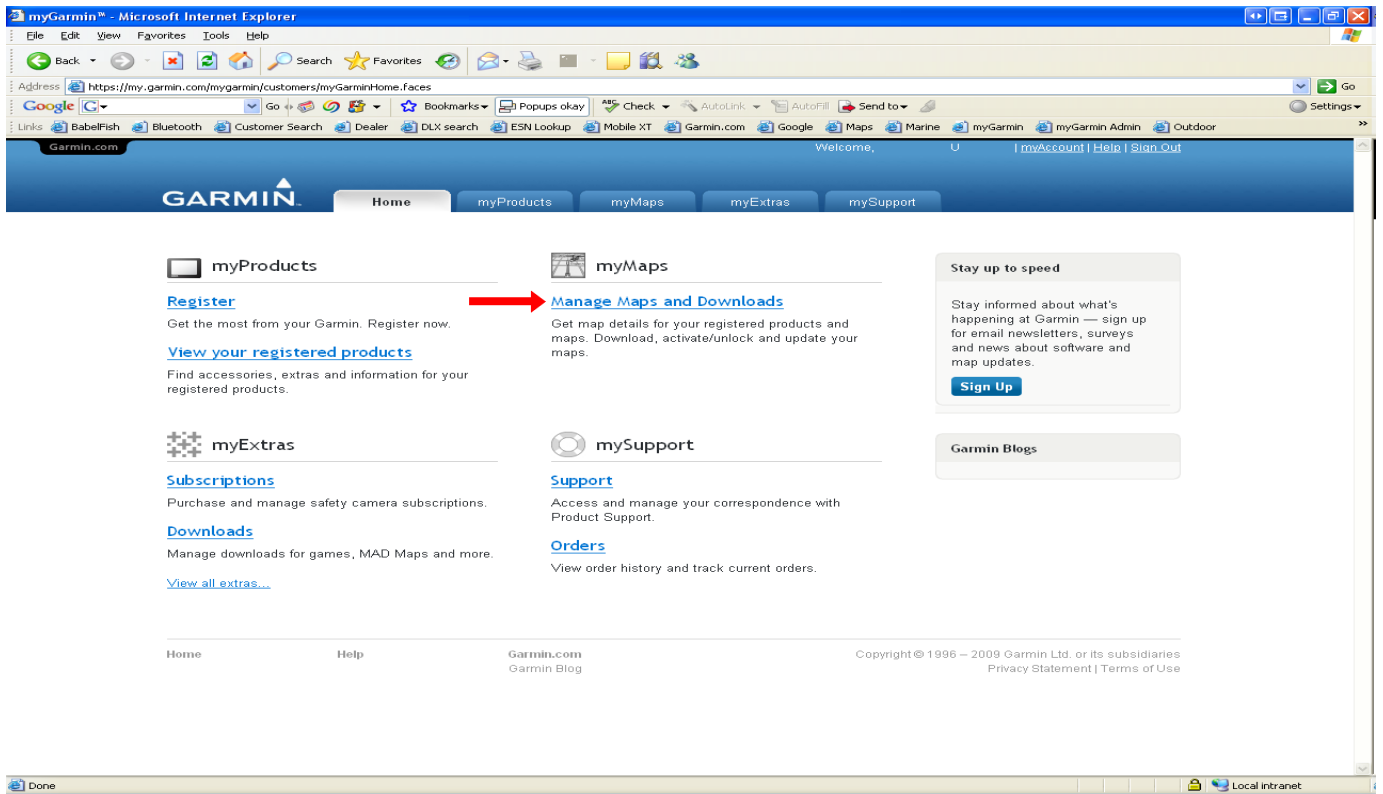 myGarmin™ - Microsoft Internet Explorer
File Edit View Favorites Tools Help
Back Search Favorites
Address https://my.garmin.com/mygarmin/customers/myGarminHome.faces Go
Google G Go Bookmarks Popups okay ABC Check AutoLink AutoFill Send to Settings
Links BabelFish Bluetooth Customer Search Dealer DLX search ESN Lookup Mobile XT Garmin.com Google Maps Marine myGarmin myGarmin Admin Outdoor »
Garmin.com Welcome, U | myAccount | Help | Sign Out
GARMIN™ Home myProducts myMaps myExtras mySupport
myProducts
Register
Get the most from your Garmin. Register now.
View your registered products
Find accessories, extras and information for your
registered products.
myMaps
Manage Maps and Downloads
Get map details for your registered products and
maps. Download, activate/unlock and update your
maps.
Stay up to speed
Stay informed about what's
happening at Garmin — sign up
for email newsletters, surveys
and news about software and
map updates.
Sign Up
myExtras
Subscriptions
Purchase and manage safety camera subscriptions.
Downloads
Manage downloads for games, MAD Maps and more.
View all extras...
mySupport
Support
Access and manage your correspondence with
Product Support.
Orders
View order history and track current orders.
Garmin Blogs
Home Help Garmin.com Copyright © 1996 – 2009 Garmin Ltd. or its subsidiaries
Garmin Blog Privacy Statement | Terms of Use
Done Local intranet